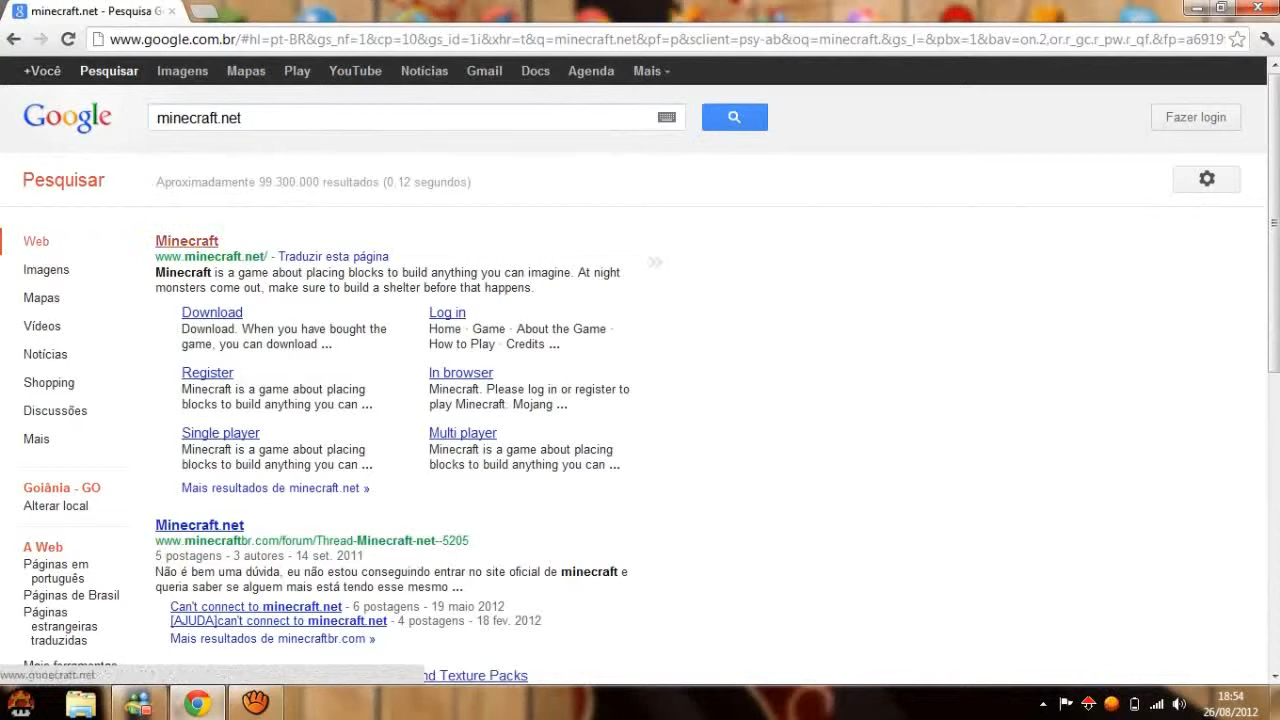 minecraft.net - Pesquisa G
www.google.com.br/#hl=pt-BR&gs_nf=1&cp=10&gs_id=1i&xhr=t&q=minecraft.net&pf=p&sclient=psy-ab&oq=minecraft.&gs_l=&pbx=1&bav=on.2,or.r_gc.r_pw.r_qf.&fp=a6919
+Você Pesquisar Imagens Mapas Play YouTube Notícias Gmail Docs Agenda Mais
Google
minecraft.net
Fazer login
Pesquisar
Aproximadamente 99.300.000 resultados (0,12 segundos)
Web
Imagens
Mapas
Vídeos
Notícias
Shopping
Discussões
Mais
Goiânia - GO
Alterar local
A Web
Páginas em
português
Páginas de Brasil
Páginas
estrangeiras
traduzidas
Mais ferramentas
Minecraft
www.minecraft.net/ - Traduzir esta página
Minecraft is a game about placing blocks to build anything you can imagine. At night
monsters come out, make sure to build a shelter before that happens.
Download
Download. When you have bought the
game, you can download ...
Log in
Home · Game · About the Game ·
How to Play · Credits ...
Register
Minecraft is a game about placing
blocks to build anything you can ...
In browser
Minecraft. Please log in or register to
play Minecraft. Mojang ...
Single player
Minecraft is a game about placing
blocks to build anything you can ...
Multi player
Minecraft is a game about placing
blocks to build anything you can ...
Mais resultados de minecraft.net »
Minecraft.net
www.minecraftbr.com/forum/Thread-Minecraft-net--5205
5 postagens - 3 autores - 14 set. 2011
Não é bem uma dúvida, eu não estou conseguindo entrar no site oficial de minecraft e
queria saber se alguem mais está tendo esse mesmo ...
Can't connect to minecraft.net - 6 postagens - 19 maio 2012
[AJUDA]can't connect to minecraft.net - 4 postagens - 18 fev. 2012
Mais resultados de minecraftbr.com »
nd Texture Packs
18:54
26/08/2012